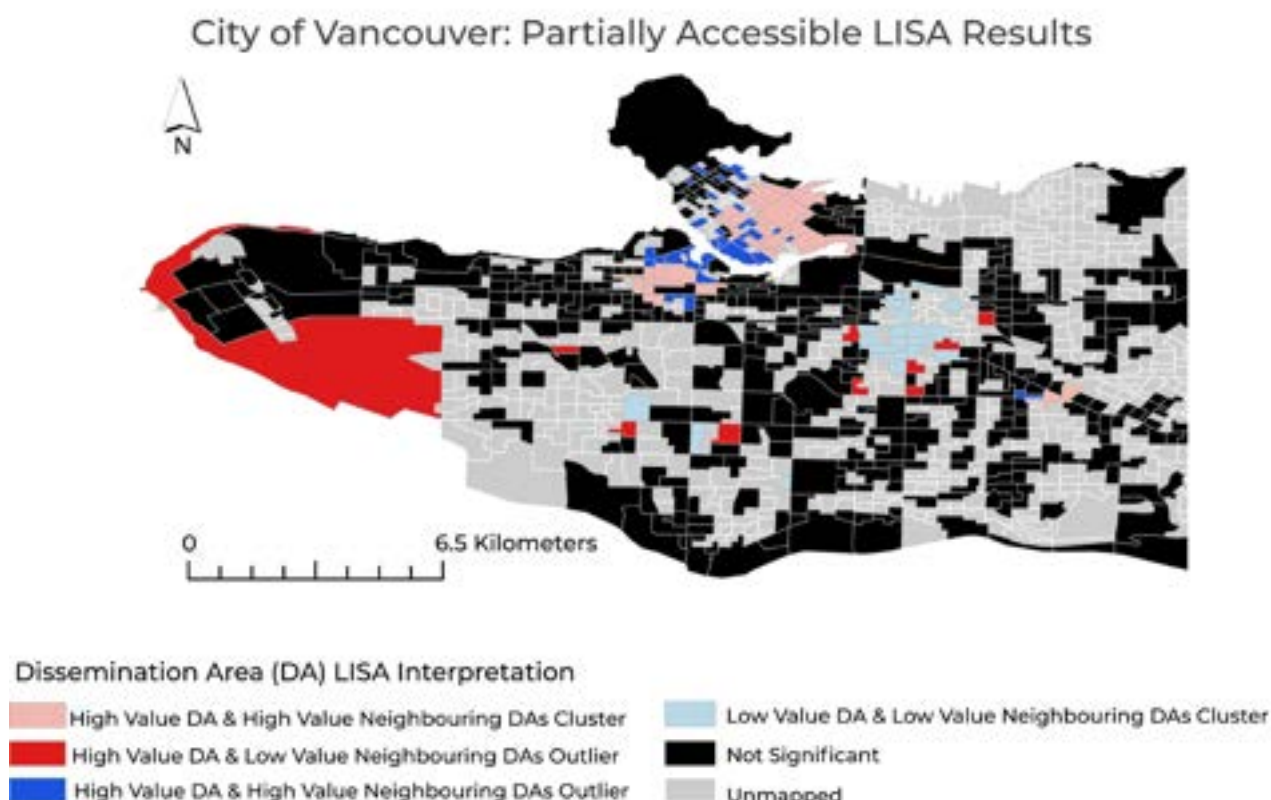 City of Vancouver: Partially Accessible LISA Results
N
0 6.5 Kilometers
Dissemination Area (DA) LISA Interpretation
High Value DA & High Value Neighbouring DAs Cluster
High Value DA & Low Value Neighbouring DAs Outlier
High Value DA & High Value Neighbouring DAs Outlier
Low Value DA & Low Value Neighbouring DAs Cluster
Not Significant
Unmapped